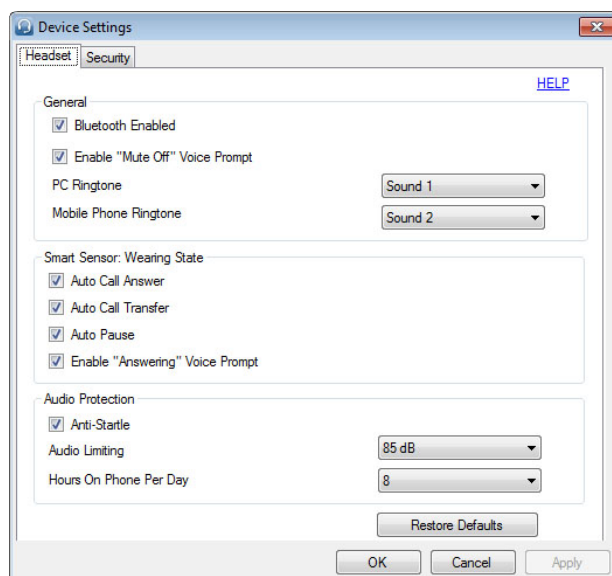 Device Settings
Headset Security
HELP
General
Bluetooth Enabled
Enable "Mute Off" Voice Prompt
PC Ringtone Sound 1
Mobile Phone Ringtone Sound 2
Smart Sensor: Wearing State
Auto Call Answer
Auto Call Transfer
Auto Pause
Enable "Answering" Voice Prompt
Audio Protection
Anti-Startle
Audio Limiting 85 dB
Hours On Phone Per Day 8
Restore Defaults
OK Cancel Apply